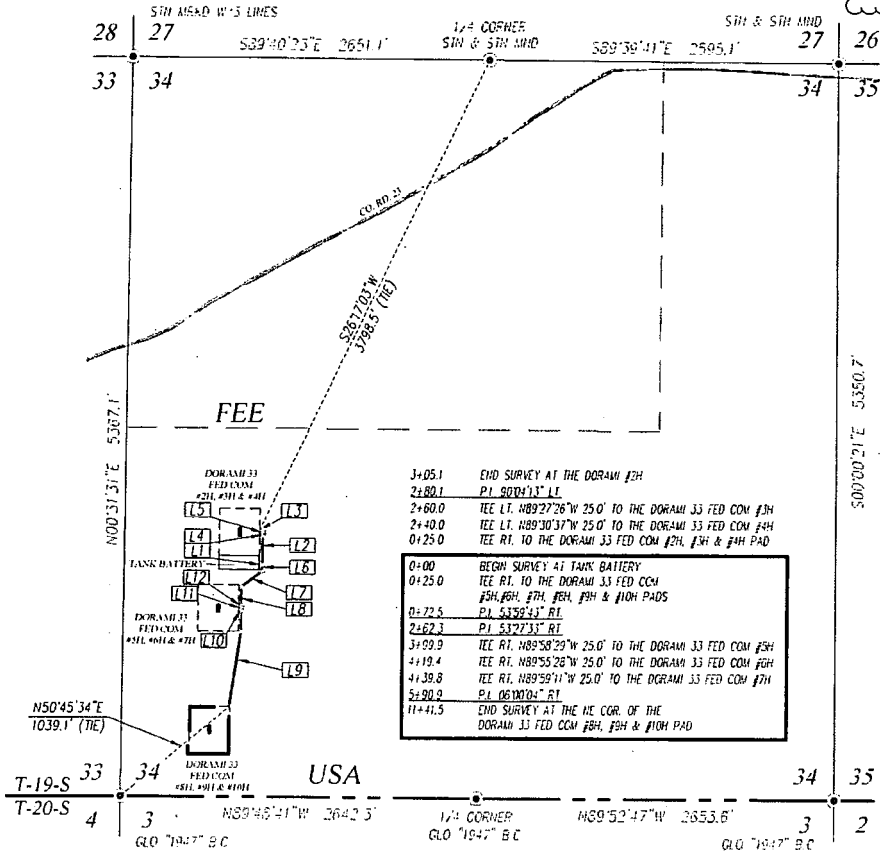 STN MRKD W/3 LINES
28 27
S89°40'23"E 2651.1'
1/4 CORNER
STN & STN MND
S89°39'41"E 2595.1'
STN & STN MND
27 26
33 34
34 35
CO. RD. 23
S26°17'03"W
3798.5' (TIE)
N00°31'31"E 5367.1'
S00°00'21"E 5350.7'
FEE
DORAMI 33
FED COM
#2H, #3H & #4H
L5
L3
L4
L1
L2
TANK BATTERY
L6
L12
L7
L11
L8
DORAMI 33
FED COM
#5H, #6H & #7H
L10
L9
3+05.1 END SURVEY AT THE DORAMI #2H
2+80.1 P.I. 90°04'13" LT
2+60.0 TEE LT. N89°27'26"W 25.0' TO THE DORAMI 33 FED COM #3H
2+40.0 TEE LT. N89°30'37"W 25.0' TO THE DORAMI 33 FED COM #4H
0+25.0 TEE RT. TO THE DORAMI 33 FED COM #2H, #3H & #4H PAD
0+00 BEGIN SURVEY AT TANK BATTERY
0+25.0 TEE RT. TO THE DORAMI 33 FED COM
#5H, #6H, #7H, #8H, #9H & #10H PADS
0+72.5 P.I. 53°59'43" RT
2+62.3 P.I. 53°27'33" RT
3+99.9 TEE RT. N89°58'29"W 25.0' TO THE DORAMI 33 FED COM #5H
4+19.4 TEE RT. N89°55'28"W 25.0' TO THE DORAMI 33 FED COM #6H
4+39.8 TEE RT. N89°59'11"W 25.0' TO THE DORAMI 33 FED COM #7H
5+90.9 P.I. 06°00'04" RT
11+41.5 END SURVEY AT THE NE COR. OF THE
DORAMI 33 FED COM #8H, #9H & #10H PAD
N50°45'34"E
1039.1' (TIE)
DORAMI 33
FED COM
#8H, #9H & #10H
USA
33 34
34 35
T-19-S
T-20-S
4 3
N89°46'41"W 2642.3'
1/4 CORNER
GLO "1947" B.C.
N89°52'47"W 2653.6'
3 2
GLO "1947" B.C.
GLO "1947" B.C.